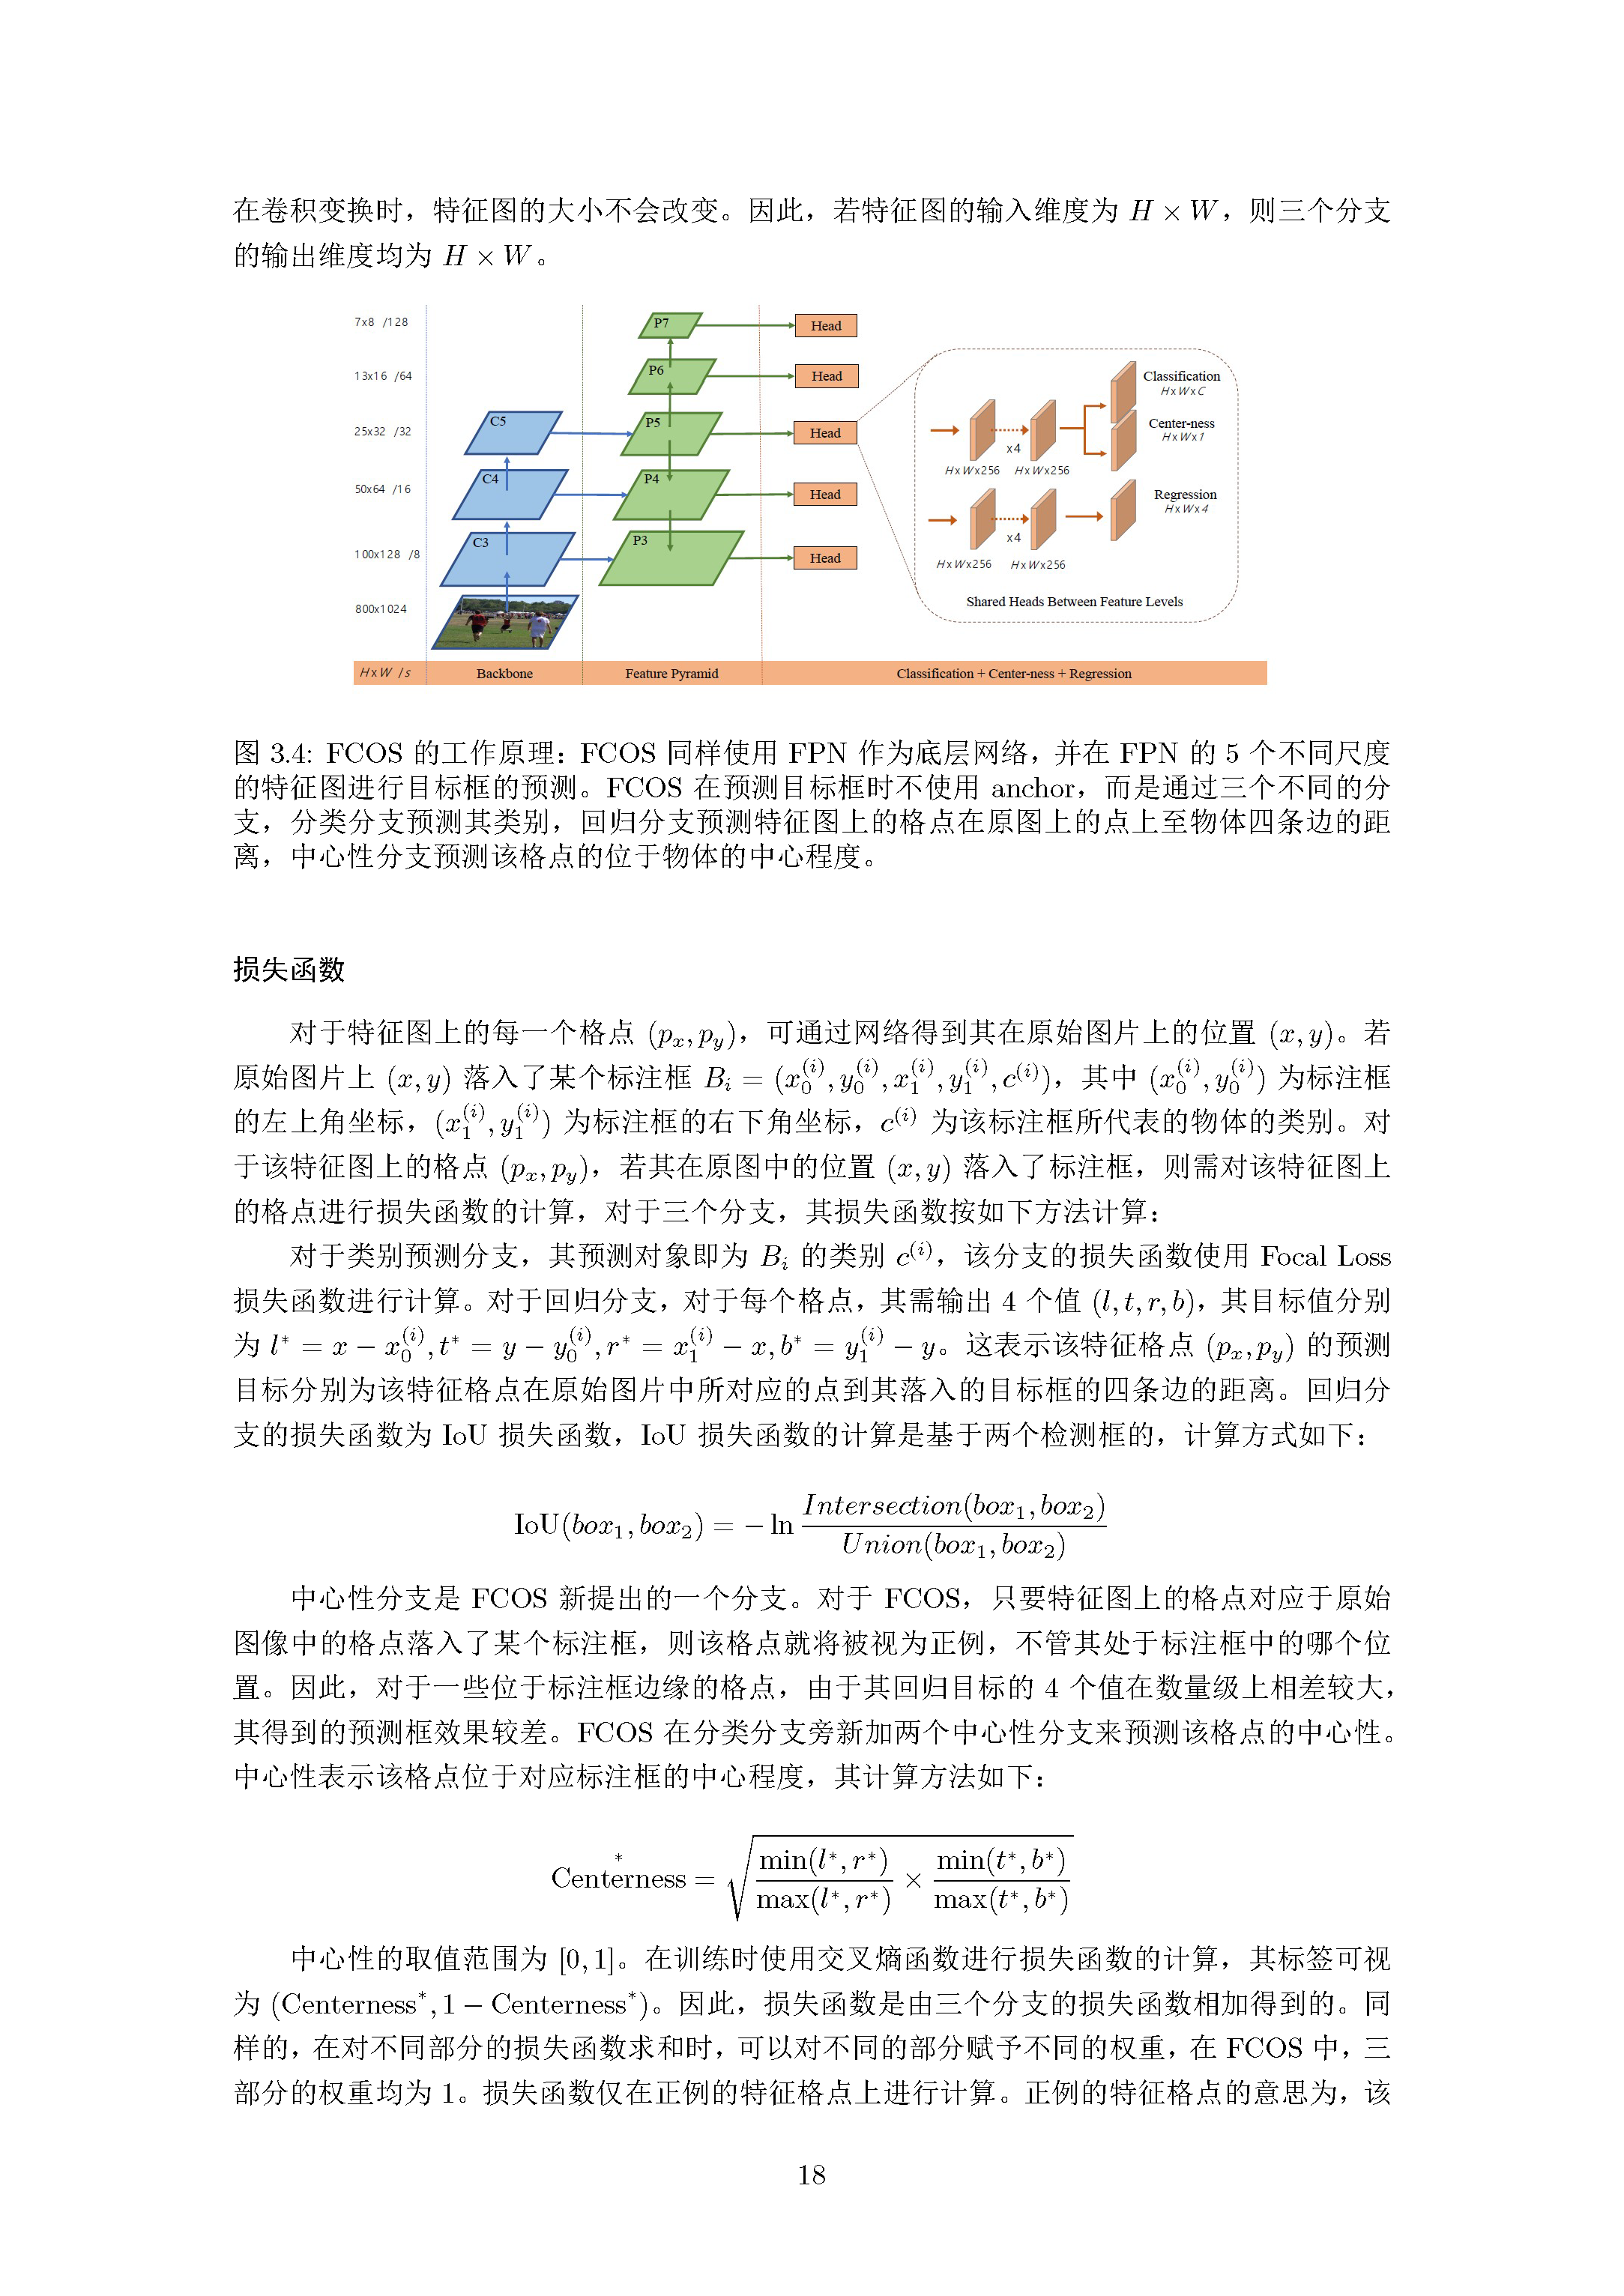 在卷积变换时，特征图的大小不会改变。因此，若特征图的输入维度为 H × W，则三个分支
的输出维度均为 H × W。
7x8 /128
P7
Head
13x16 /64
P6
Head
Classification
HxWxC
25x32 /32
C5
P5
Head
Center-ness
HxWx1
x4
HxWx256 HxWx256
50x64 /16
C4
P4
Head
Regression
HxWx4
x4
100x128 /8
C3
P3
Head
HxWx256 HxWx256
800x1024
Shared Heads Between Feature Levels
HxW /s
Backbone
Feature Pyramid
Classification + Center-ness + Regression
图 3.4: FCOS 的工作原理：FCOS 同样使用 FPN 作为底层网络，并在 FPN 的 5 个不同尺度
的特征图进行目标框的预测。FCOS 在预测目标框时不使用 anchor，而是通过三个不同的分
支，分类分支预测其类别，回归分支预测特征图上的格点在原图上的点上至物体四条边的距
离，中心性分支预测该格点的位于物体的中心程度。
损失函数
对于特征图上的每一个格点 (p_x, p_y)，可通过网络得到其在原始图片上的位置 (x, y)。若
原始图片上 (x, y) 落入了某个标注框 B_i = (x_0^{(i)}, y_0^{(i)}, x_1^{(i)}, y_1^{(i)}, c^{(i)})，其中 (x_0^{(i)}, y_0^{(i)}) 为标注框
的左上角坐标，(x_1^{(i)}, y_1^{(i)}) 为标注框的右下角坐标，c^{(i)} 为该标注框所代表的物体的类别。对
于该特征图上的格点 (p_x, p_y)，若其在原图中的位置 (x, y) 落入了标注框，则需对该特征图上
的格点进行损失函数的计算，对于三个分支，其损失函数按如下方法计算：
对于类别预测分支，其预测对象即为 B_i 的类别 c^{(i)}，该分支的损失函数使用 Focal Loss
损失函数进行计算。对于回归分支，对于每个格点，其需输出 4 个值 (l, t, r, b)，其目标值分别
为 l* = x − x_0^{(i)}, t* = y − y_0^{(i)}, r* = x_1^{(i)} − x, b* = y_1^{(i)} − y。这表示该特征格点 (p_x, p_y) 的预测
目标分别为该特征格点在原始图片中所对应的点到其落入的目标框的四条边的距离。回归分
支的损失函数为 IoU 损失函数，IoU 损失函数的计算是基于两个检测框的，计算方式如下：
IoU(box_1, box_2) = − ln \frac{Intersection(box_1, box_2)}{Union(box_1, box_2)}
中心性分支是 FCOS 新提出的一个分支。对于 FCOS，只要特征图上的格点对应于原始
图像中的格点落入了某个标注框，则该格点就将被视为正例，不管其处于标注框中的哪个位
置。因此，对于一些位于标注框边缘的格点，由于其回归目标的 4 个值在数量级上相差较大，
其得到的预测框效果较差。FCOS 在分类分支旁新加两个中心性分支来预测该格点的中心性。
中心性表示该格点位于对应标注框的中心程度，其计算方法如下：
\overset{*}{Centerness} = \sqrt{\frac{min(l*, r*)}{max(l*, r*)} × \frac{min(t*, b*)}{max(t*, b*)}}
中心性的取值范围为 [0, 1]。在训练时使用交叉熵函数进行损失函数的计算，其标签可视
为 (Centerness*, 1 − Centerness*)。因此，损失函数是由三个分支的损失函数相加得到的。同
样的，在对不同部分的损失函数求和时，可以对不同的部分赋予不同的权重，在 FCOS 中，三
部分的权重均为 1。损失函数仅在正例的特征格点上进行计算。正例的特征格点的意思为，该
18